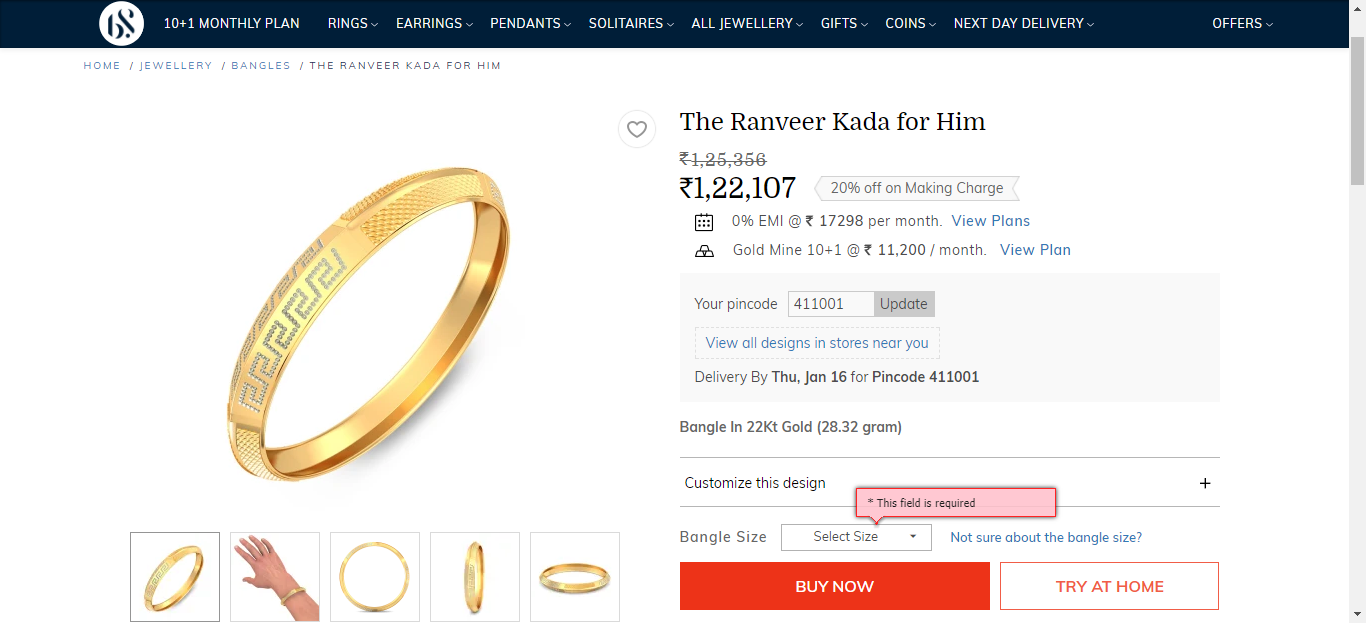 10+1 MONTHLY PLAN RINGS EARRINGS PENDANTS SOLITAIRES ALL JEWELLERY GIFTS COINS NEXT DAY DELIVERY OFFERS
HOME / JEWELLERY / BANGLES / THE RANVEER KADA FOR HIM
The Ranveer Kada for Him
₹1,25,356
₹1,22,107 20% off on Making Charge
0% EMI @ ₹ 17298 per month. View Plans
Gold Mine 10+1 @ ₹ 11,200 / month. View Plan
Your pincode 411001 Update
View all designs in stores near you
Delivery By Thu, Jan 16 for Pincode 411001
Bangle In 22Kt Gold (28.32 gram)
Customize this design +
* This field is required
Bangle Size Select Size Not sure about the bangle size?
BUY NOW TRY AT HOME